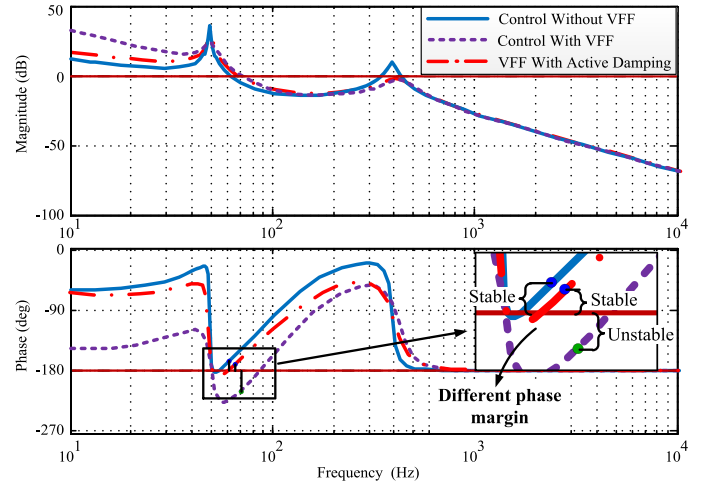 50
0
-50
-100
Magnitude (dB)
Control Without VFF
Control With VFF
VFF With Active Damping
10^1
10^2
10^3
10^4
0
-90
-180
-270
Phase (deg)
Stable
Stable
Unstable
Different phase
margin
10^1
10^2
10^3
10^4
Frequency (Hz)